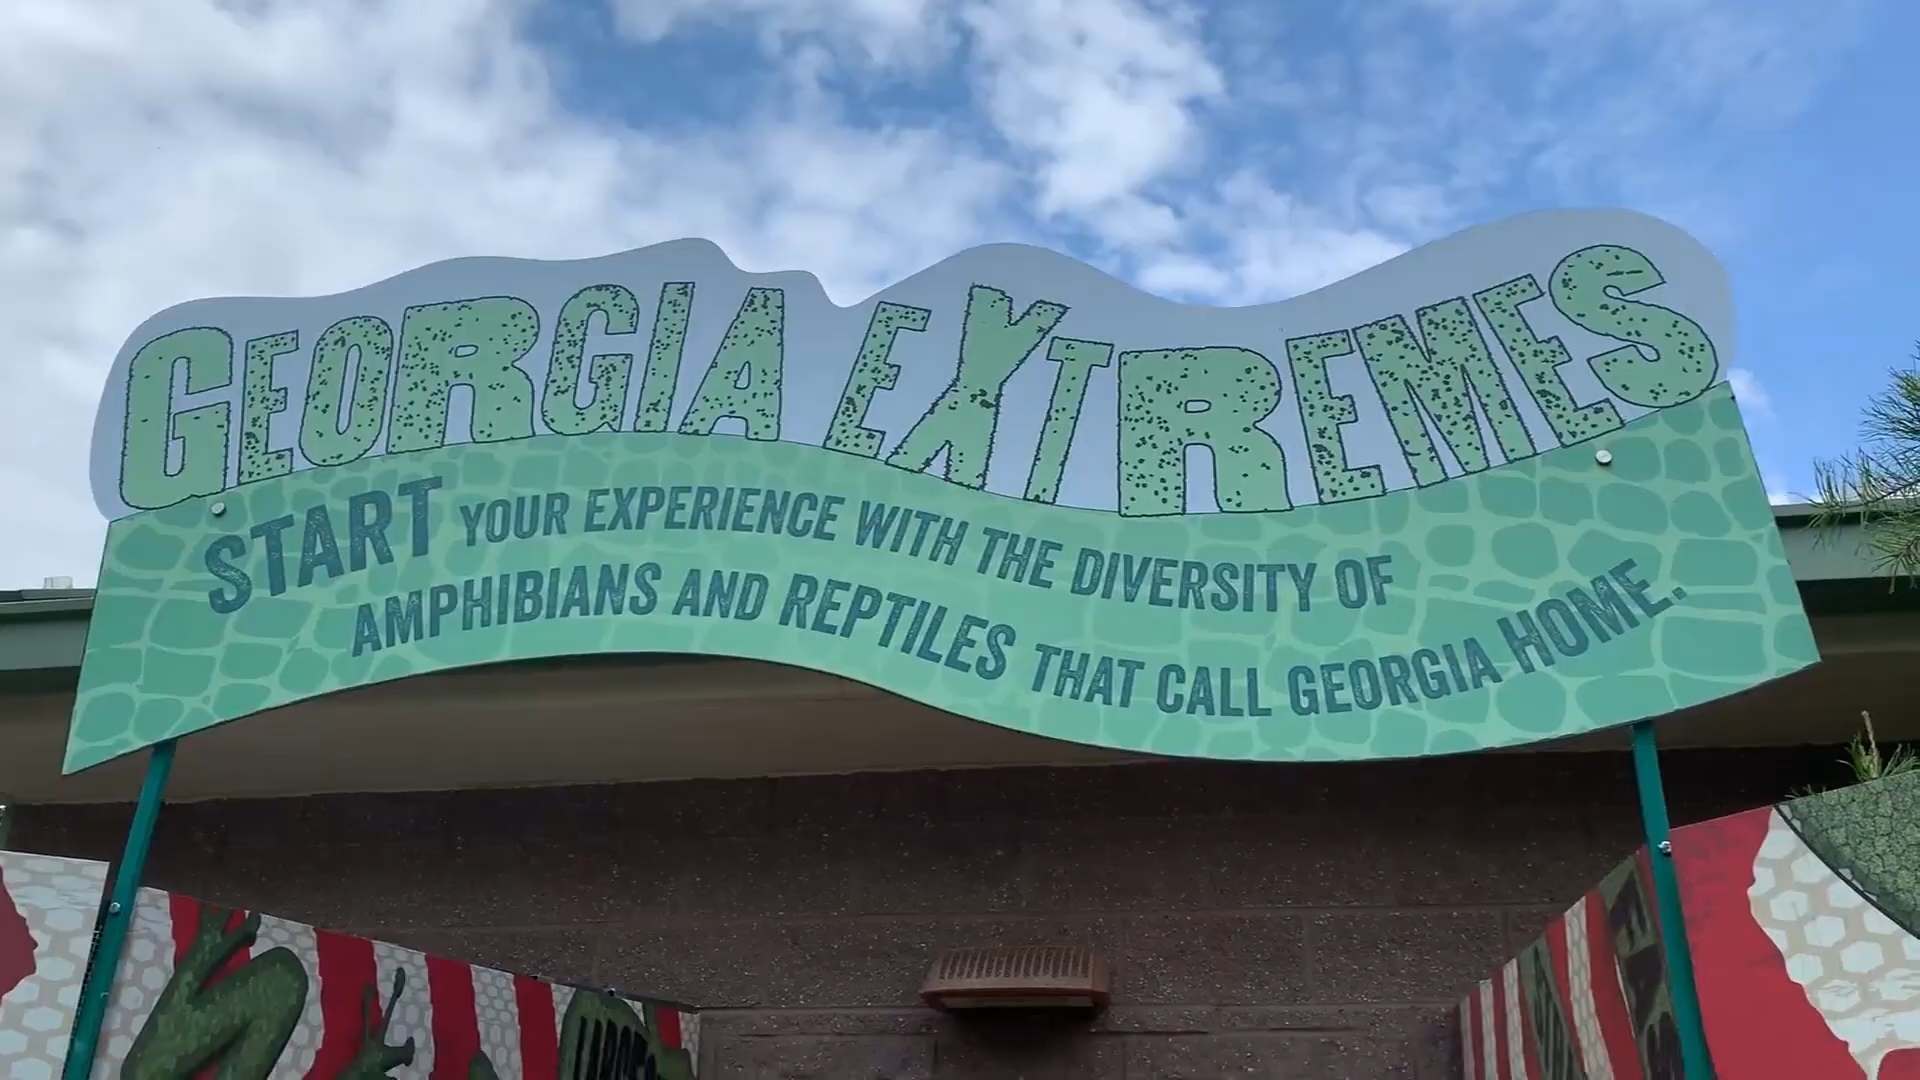 GEORGIA EXTREMES
START YOUR EXPERIENCE WITH THE DIVERSITY OF
AMPHIBIANS AND REPTILES THAT CALL GEORGIA HOME.